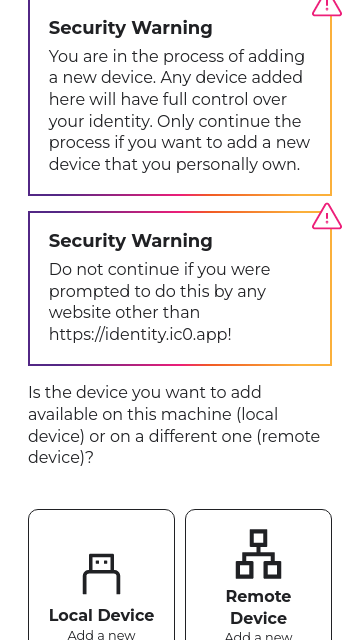 Security Warning
You are in the process of adding
a new device. Any device added
here will have full control over
your identity. Only continue the
process if you want to add a new
device that you personally own.
Security Warning
Do not continue if you were
prompted to do this by any
website other than
https://identity.ic0.app!
Is the device you want to add
available on this machine (local
device) or on a different one (remote
device)?
Local Device
Add a new
Remote
Device
Add a new